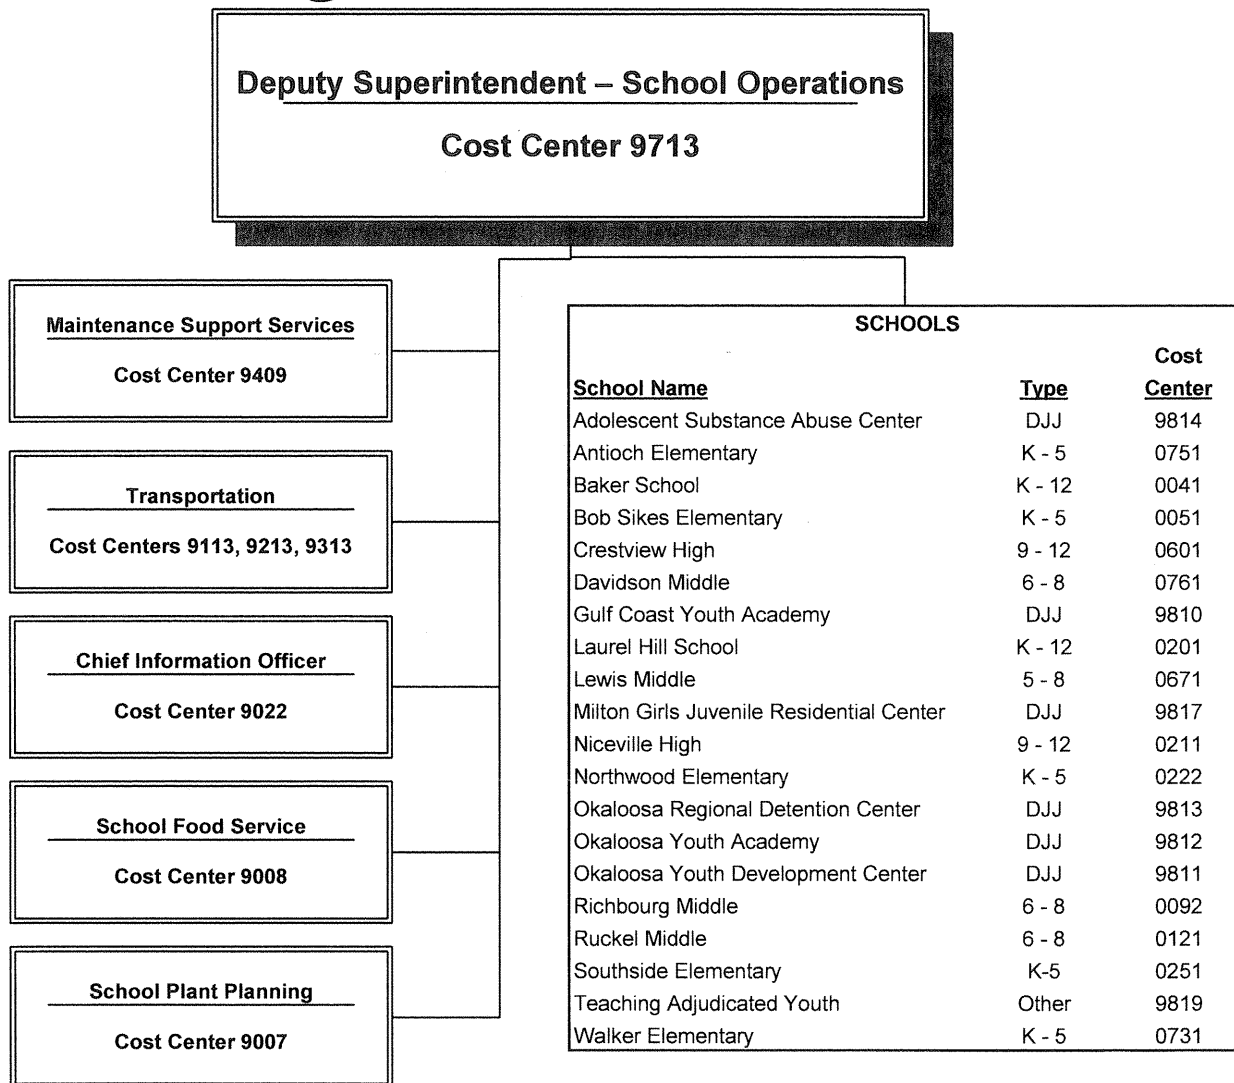 Deputy Superintendent – School Operations
Cost Center 9713
Maintenance Support Services
Cost Center 9409
Transportation
Cost Centers 9113, 9213, 9313
Chief Information Officer
Cost Center 9022
School Food Service
Cost Center 9008
School Plant Planning
Cost Center 9007
SCHOOLS
Cost
School Name Type Center
Adolescent Substance Abuse Center DJJ 9814
Antioch Elementary K - 5 0751
Baker School K - 12 0041
Bob Sikes Elementary K - 5 0051
Crestview High 9 - 12 0601
Davidson Middle 6 - 8 0761
Gulf Coast Youth Academy DJJ 9810
Laurel Hill School K - 12 0201
Lewis Middle 5 - 8 0671
Milton Girls Juvenile Residential Center DJJ 9817
Niceville High 9 - 12 0211
Northwood Elementary K - 5 0222
Okaloosa Regional Detention Center DJJ 9813
Okaloosa Youth Academy DJJ 9812
Okaloosa Youth Development Center DJJ 9811
Richbourg Middle 6 - 8 0092
Ruckel Middle 6 - 8 0121
Southside Elementary K-5 0251
Teaching Adjudicated Youth Other 9819
Walker Elementary K - 5 0731